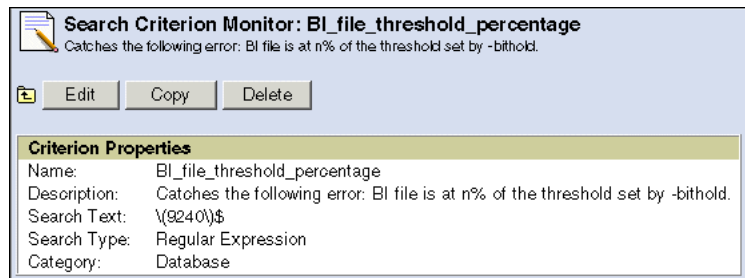 Search Criterion Monitor: BI_file_threshold_percentage
Catches the following error: BI file is at n% of the threshold set by -bithold.
Edit Copy Delete
Criterion Properties
Name: BI_file_threshold_percentage
Description: Catches the following error: BI file is at n% of the threshold set by -bithold.
Search Text: \(9240\)$
Search Type: Regular Expression
Category: Database